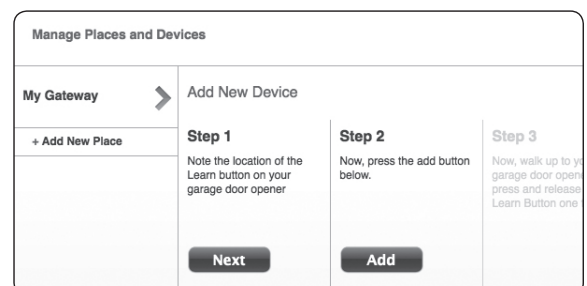 Manage Places and Devices
My Gateway
+ Add New Place
Add New Device
Step 1
Note the location of the
Learn button on your
garage door opener
Next
Step 2
Now, press the add button
below.
Add
Step 3
Now, walk up to
garage door
press and release
Learn Button one